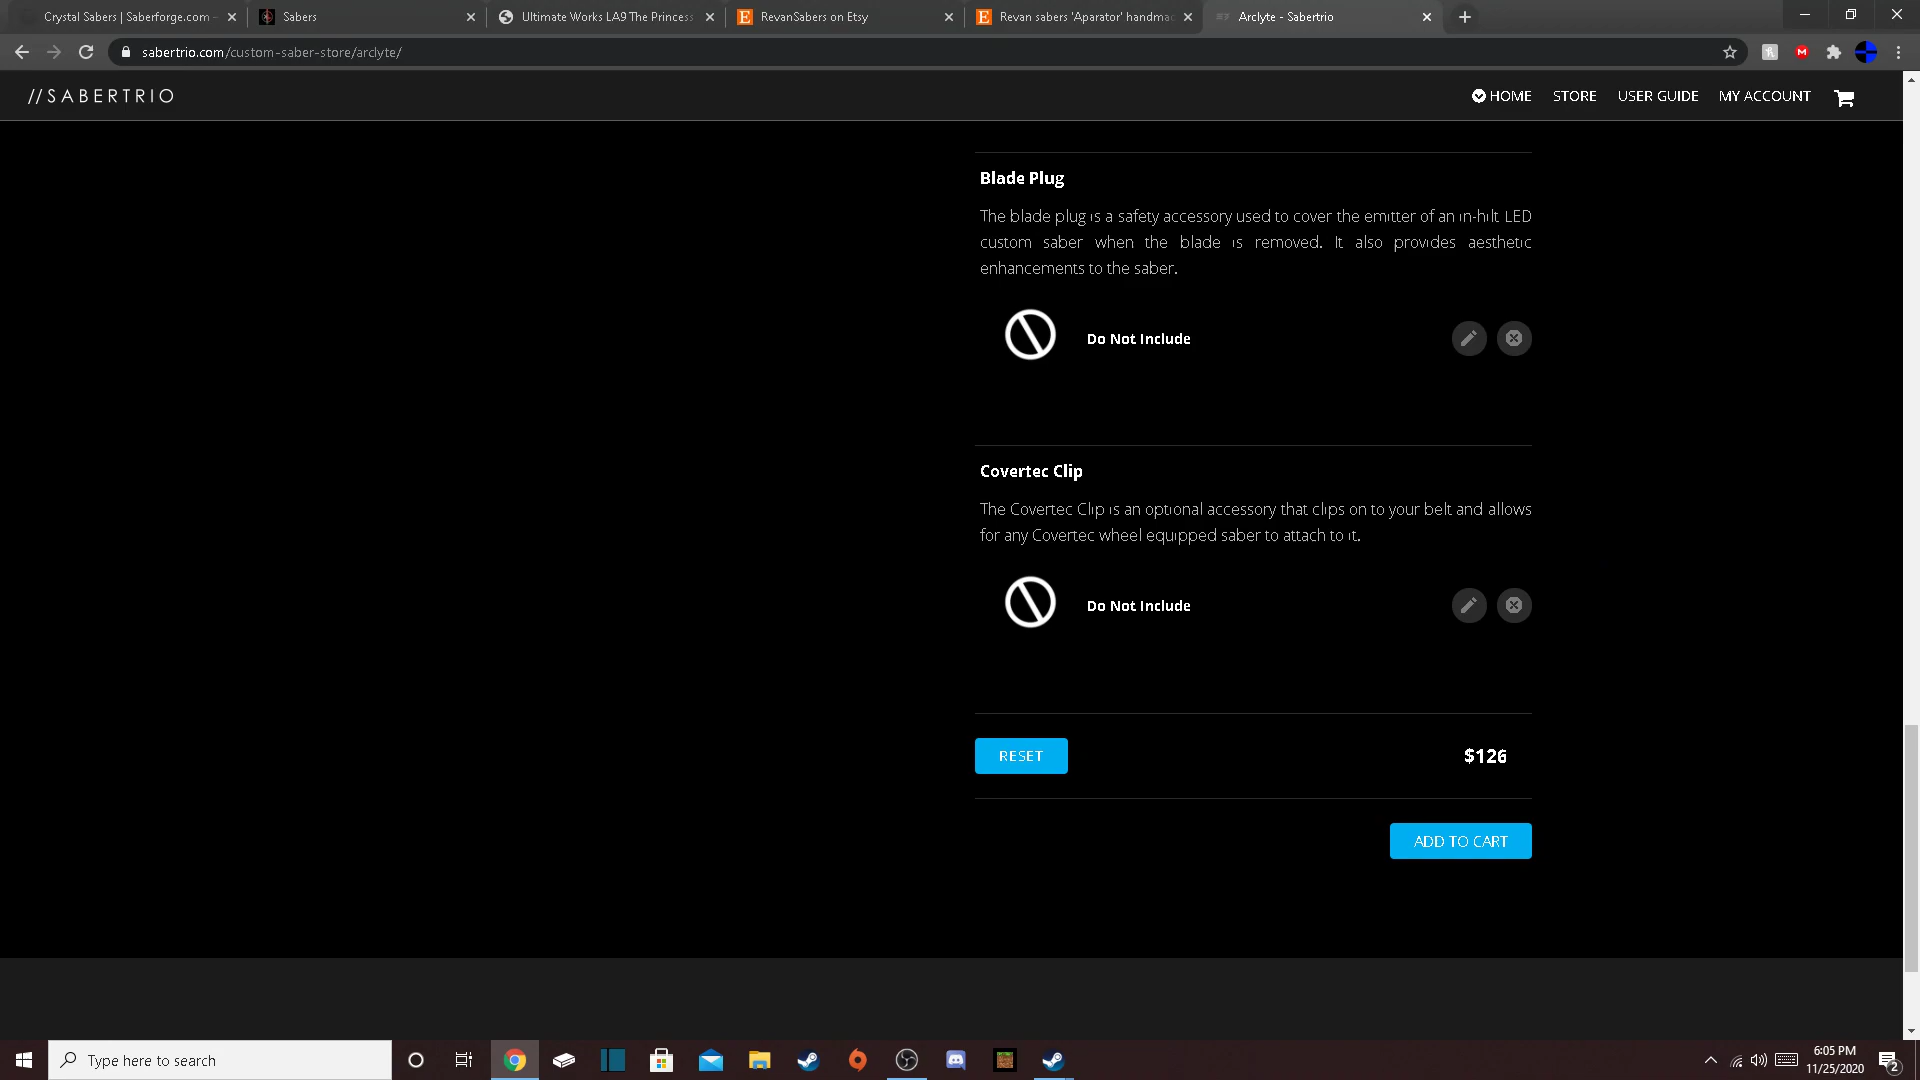 Crystal Sabers | Saberforge.com -
Sabers
Ultimate Works LA9 The Princess
RevanSabers on Etsy
Revan sabers 'Aparator' handmac
Arclyte - Sabertrio
sabertrio.com/custom-saber-store/arclyte/
//SABERTRIO
HOME
STORE
USER GUIDE
MY ACCOUNT
Blade Plug
The blade plug is a safety accessory used to cover the emitter of an in-hilt LED
custom saber when the blade is removed. It also provides aesthetic
enhancements to the saber.
Do Not Include
Covertec Clip
The Covertec Clip is an optional accessory that clips on to your belt and allows
for any Covertec wheel equipped saber to attach to it.
Do Not Include
RESET
$126
ADD TO CART
Type here to search
6:05 PM
11/25/2020
2